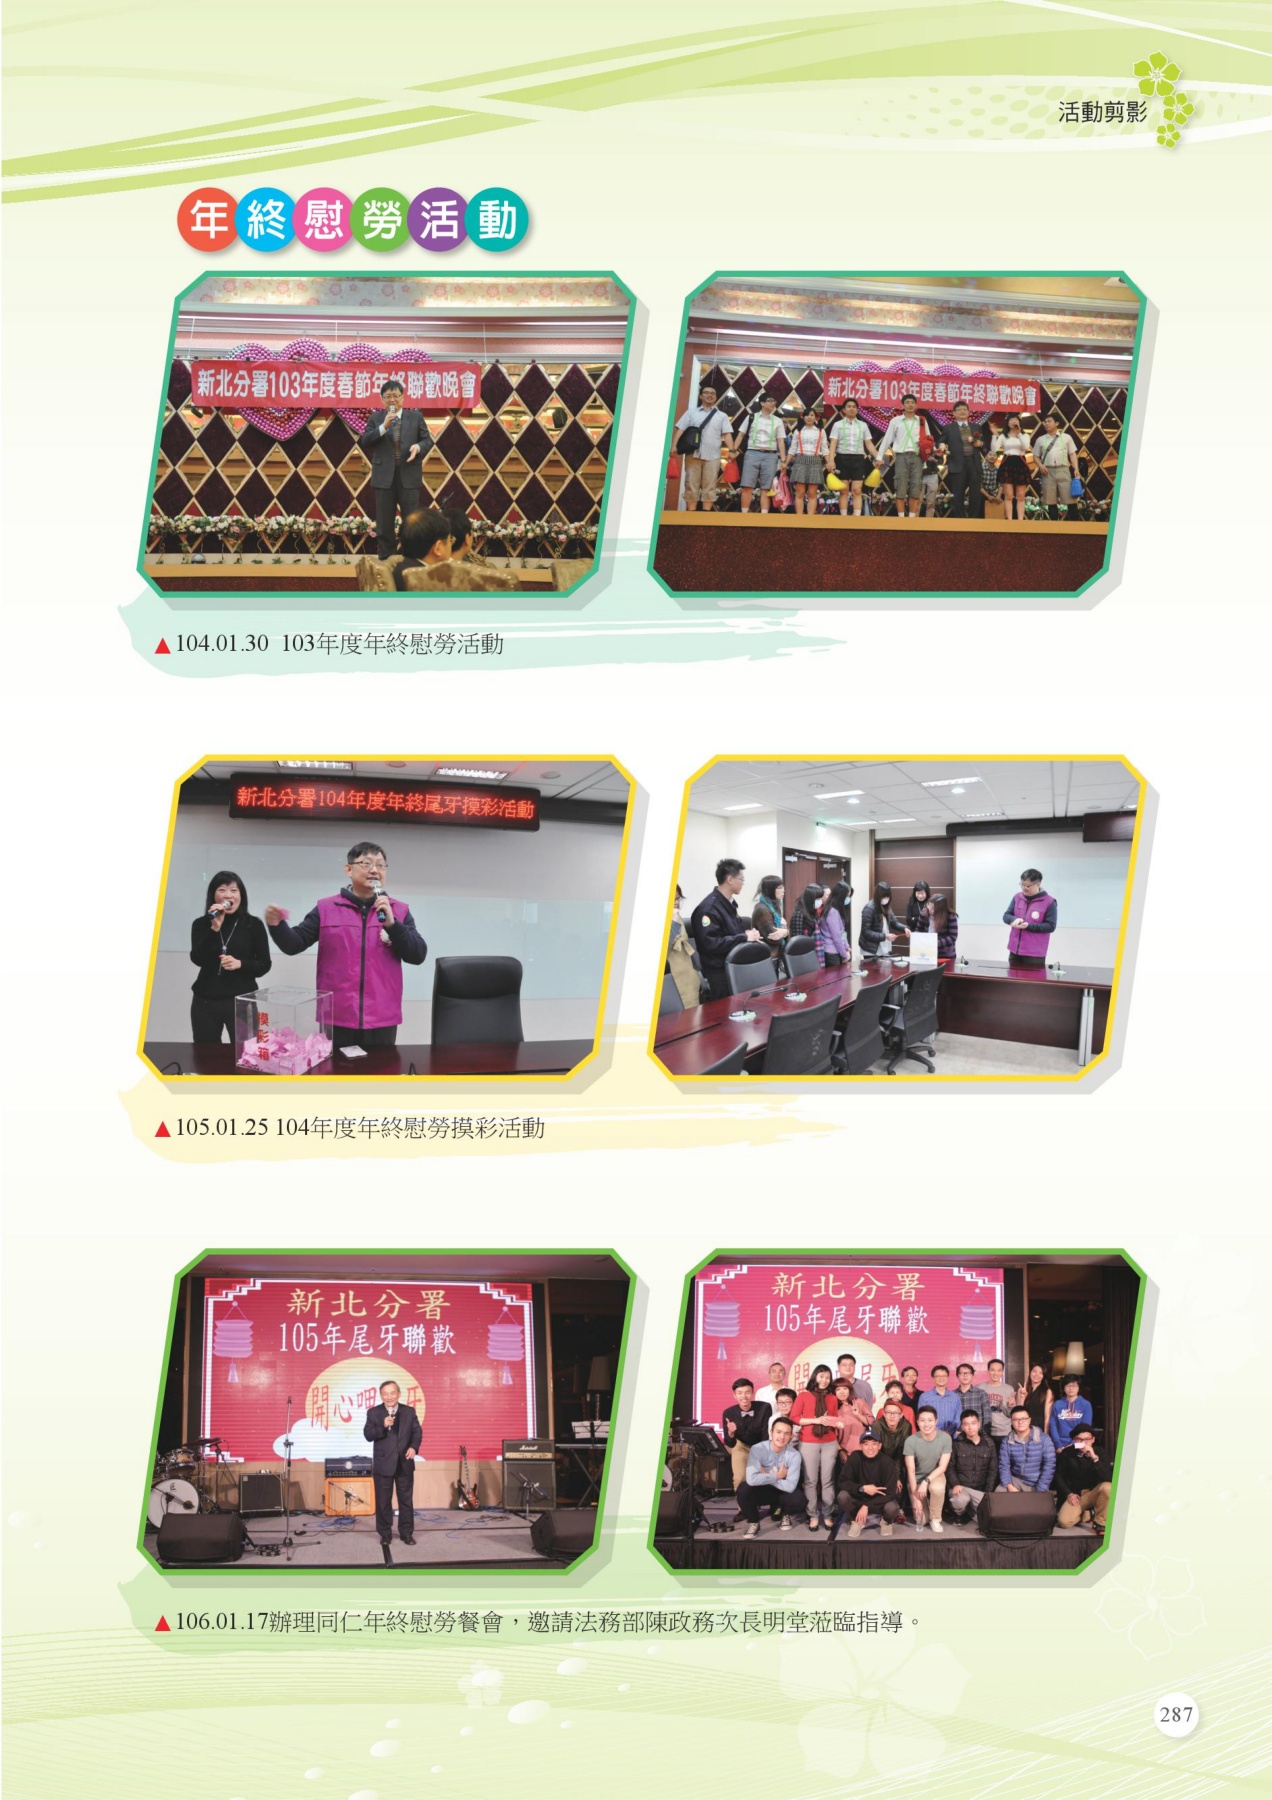 活動剪影
年終慰勞活動
新北分署103年度春節年終聯歡晚會
新北分署103年度春節年終聯歡晚會
▲104.01.30 103年度年終慰勞活動
新北分署104年度年終尾牙摸彩活動
摸彩箱
▲105.01.25 104年度年終慰勞摸彩活動
新北分署
105年尾牙聯歡
開心呷牙
Marshall
新北分署
105年尾牙聯歡
開尾牙
▲106.01.17辦理同仁年終慰勞餐會，邀請法務部陳政務次長明堂蒞臨指導。
287